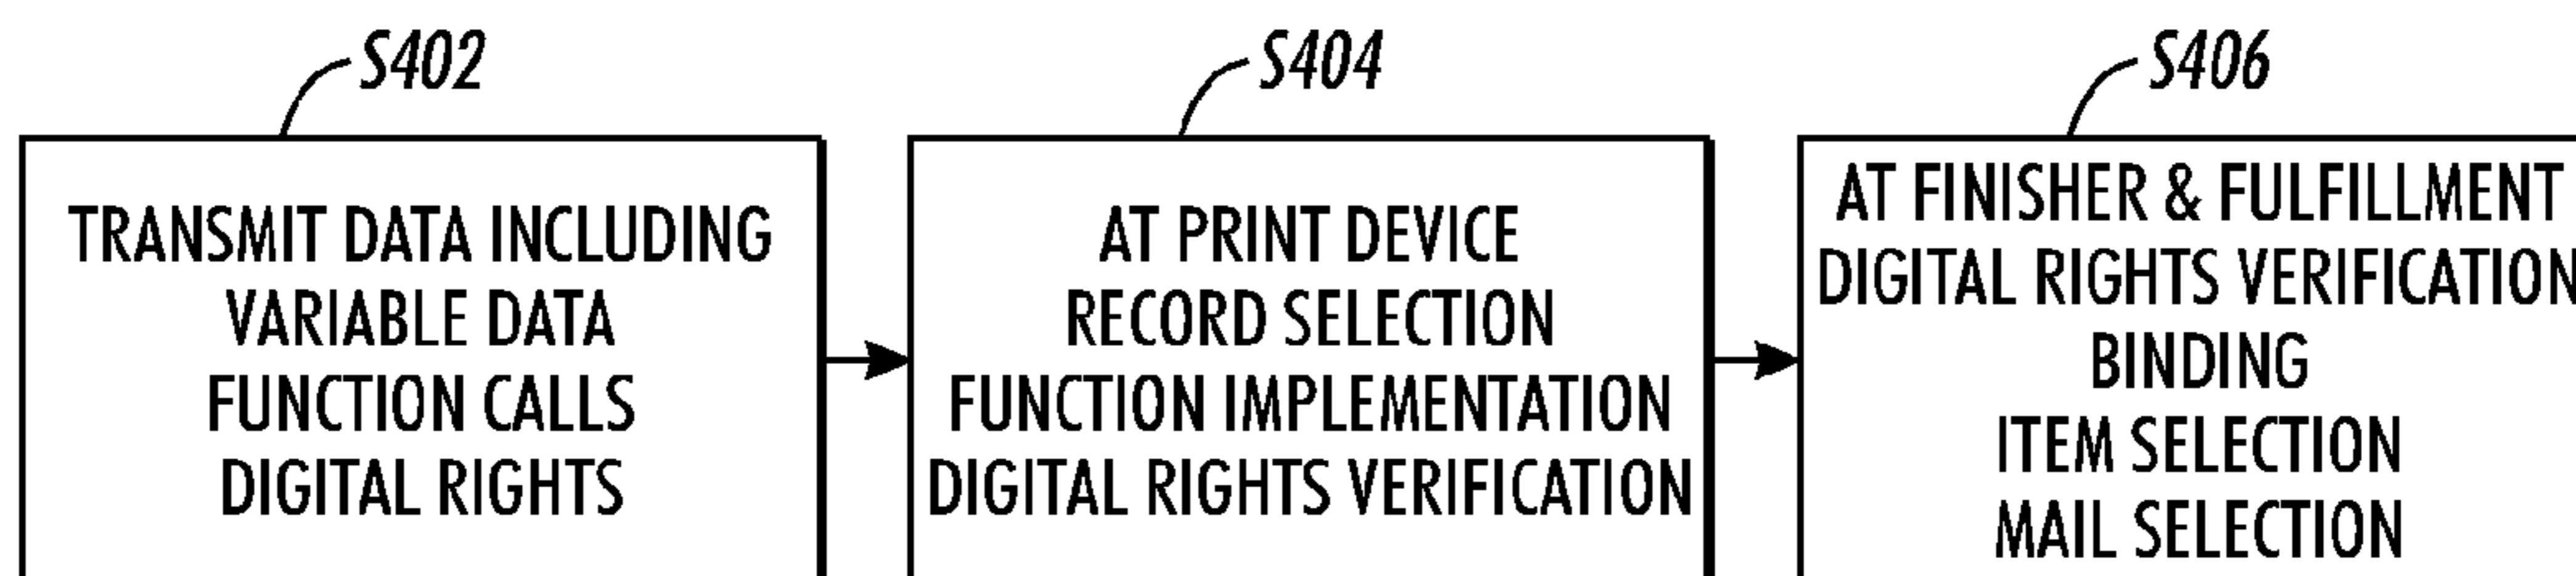 S402
TRANSMIT DATA INCLUDING
VARIABLE DATA
FUNCTION CALLS
DIGITAL RIGHTS
S404
AT PRINT DEVICE
RECORD SELECTION
FUNCTION IMPLEMENTATION
DIGITAL RIGHTS VERIFICATION
S406
AT FINISHER & FULFILLMENT
DIGITAL RIGHTS VERIFICATION
BINDING
ITEM SELECTION
MAIL SELECTION